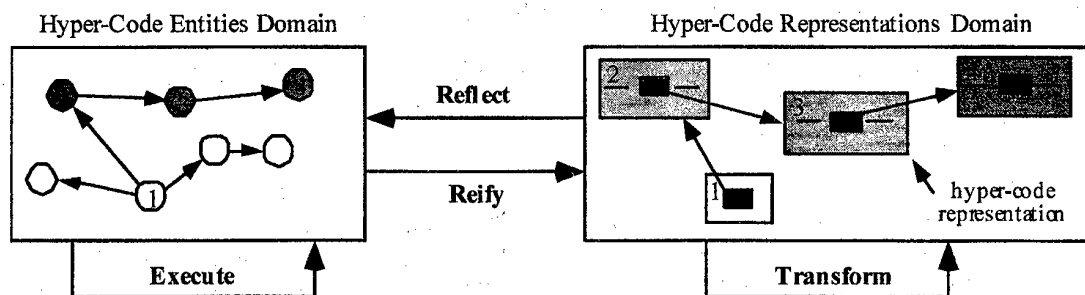 Hyper-Code Entities Domain
Hyper-Code Representations Domain
2
Reflect
3
1
1
Reify
hyper-code
representation
Execute
Transform